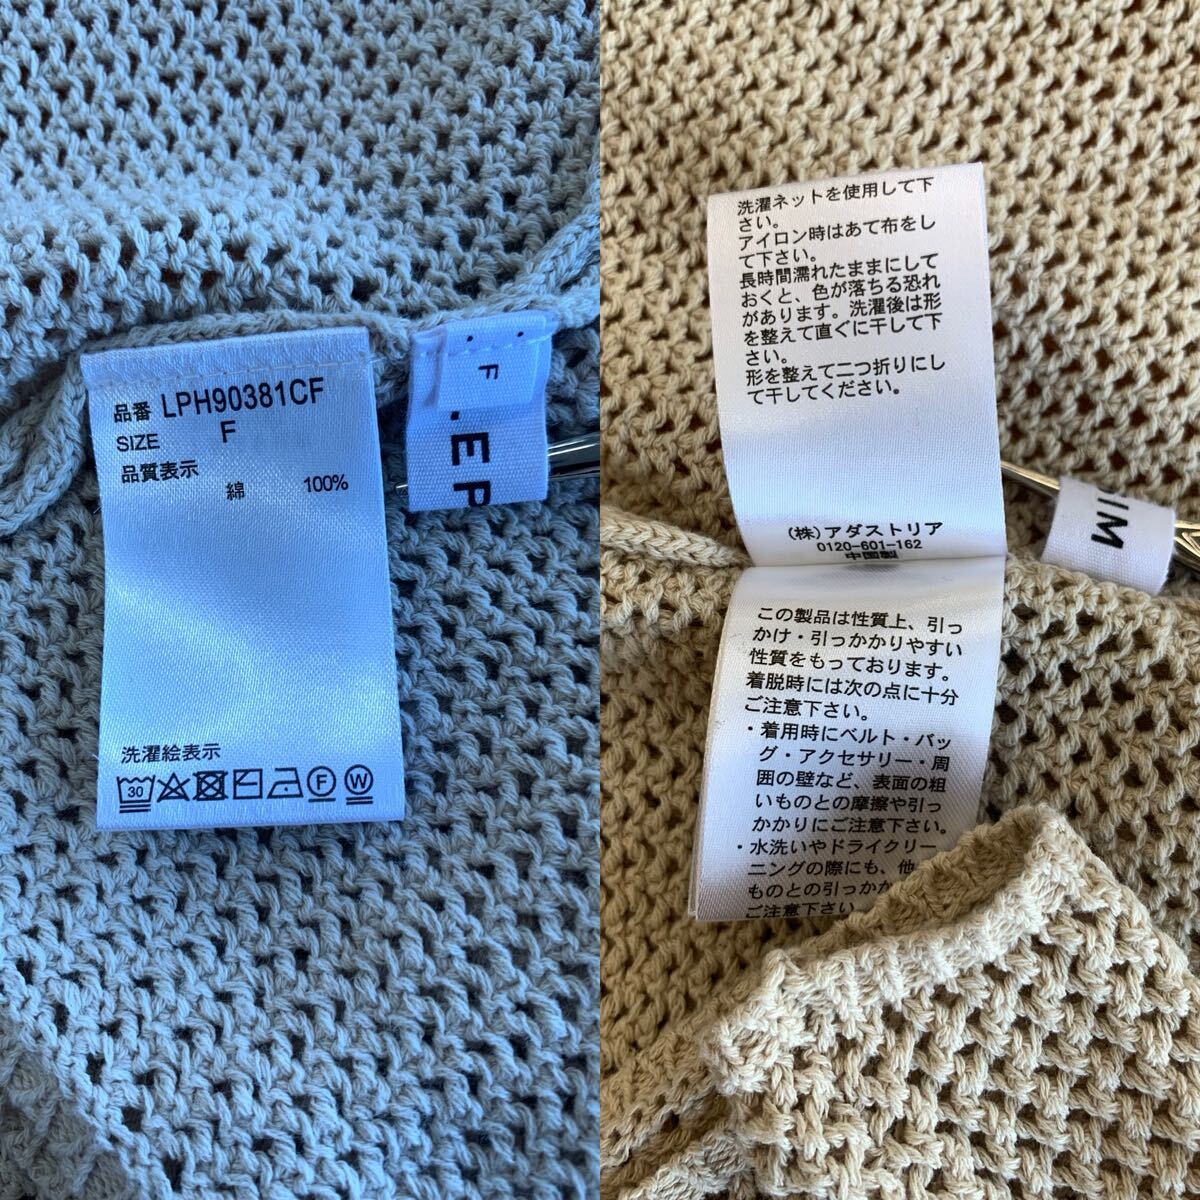 品番 LPH90381CF
SIZE F
品質表示
綿 100%
洗濯絵表示
30
F
W
F
.EP
洗濯ネットを使用して下
さい。
アイロン時はあて布をし
て下さい。
長時間濡れたままにして
おくと、色が落ちる恐れ
があります。洗濯後は形
を整えて直ぐに干して下
さい。
形を整えて二つ折りにし
て干してください。
(株)アダストリア
0120-601-162
中国製
この製品は性質上、引っ
かけ・引っかかりやすい
性質をもっております。
着脱時には次の点に十分
ご注意下さい。
・着用時にベルト・バッ
グ・アクセサリー・周
囲の壁など、表面の粗
いものとの摩擦や引っ
かかりにご注意下さい。
・水洗いやドライクリー
ニングの際にも、他
ものとの引っかか
ご注意下さい
IM